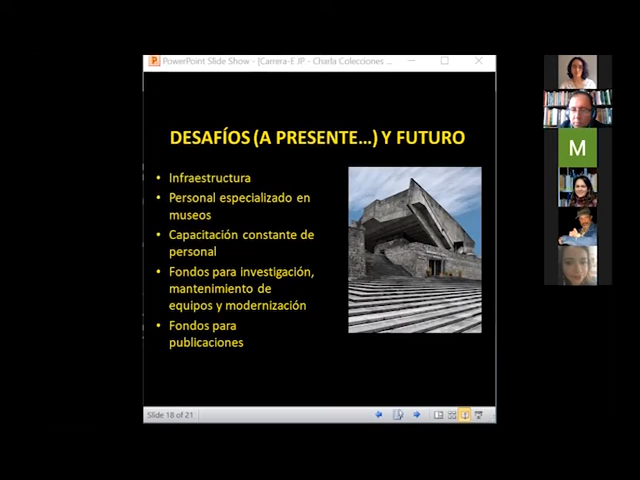 PowerPoint Slide Show - [Carrera-E JP - Charla Colecciones ...
DESAFÍOS (A PRESENTE...) Y FUTURO
• Infraestructura
• Personal especializado en
museos
• Capacitación constante de
personal
• Fondos para investigación,
mantenimiento de
equipos y modernización
• Fondos para
publicaciones
Slide 18 of 21
M